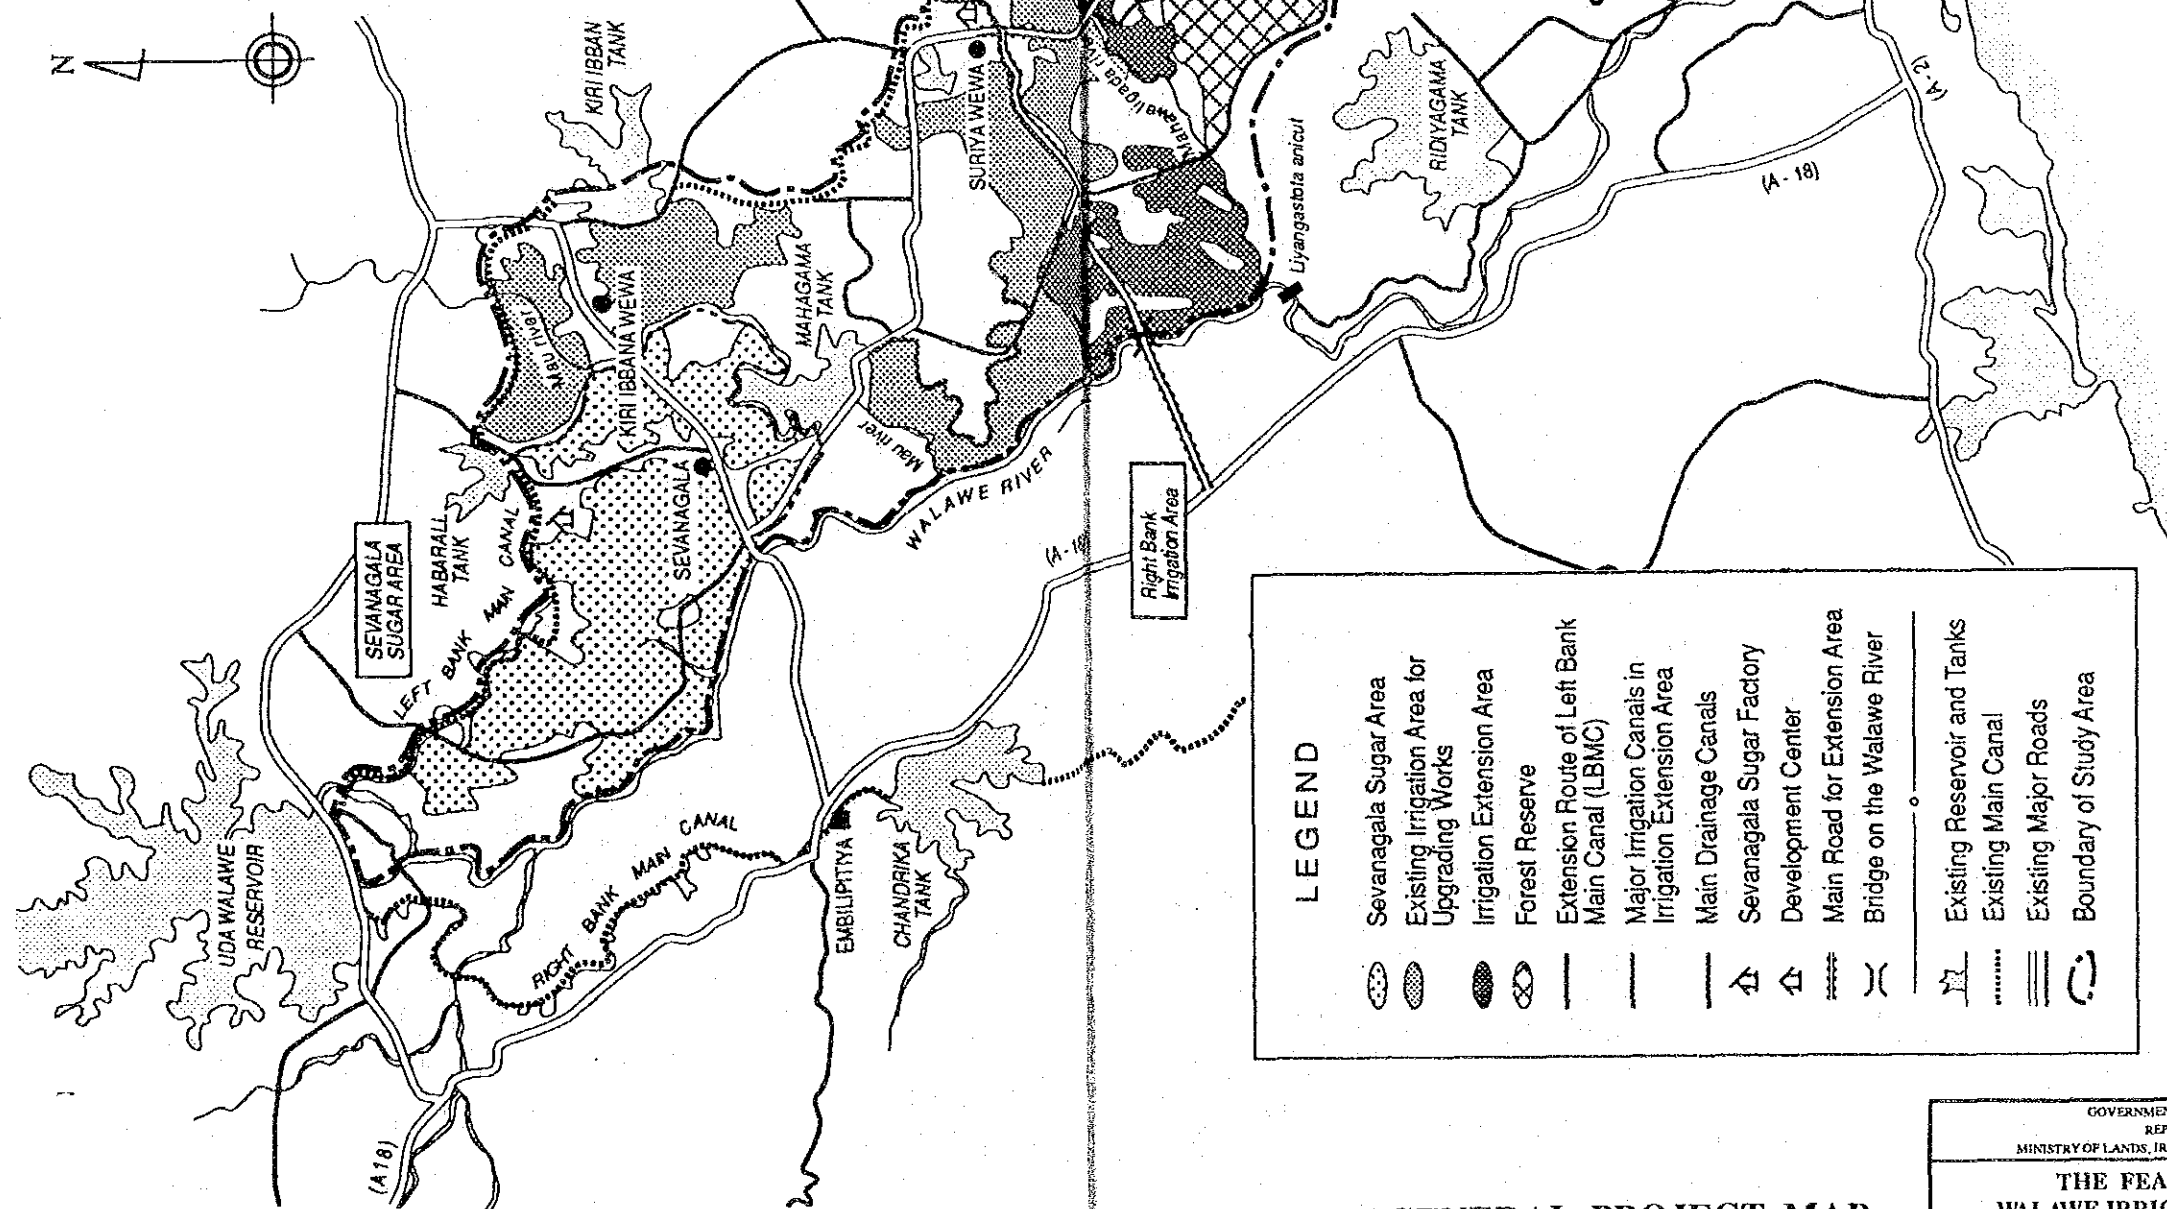 N
KIRI IBBAN
TANK
SURIYA WEWA
Mahawaligada
RIDIYAGAMA
TANK
(A-2)
(A - 18)
Liyangastota anicut
Mau river
KIRI IBBANA WEWA
MAHAGAMA
TANK
Mau river
WALAWE RIVER
SEVANAGALA
HABARALL
TANK
SEVANAGALA
SUGAR AREA
LEFT BANK MAIN CANAL
Right Bank
Irrigation Area
UDA WALAWE
RESERVOIR
RIGHT BANK MAIN CANAL
EMBILIPITIYA
CHANDRIKA
TANK
(A18)
LEGEND
Sevanagala Sugar Area
Existing Irrigation Area for
Upgrading Works
Irrigation Extension Area
Forest Reserve
Extension Route of Left Bank
Main Canal (LBMC)
Major Irrigation Canals in
Irrigation Extension Area
Main Drainage Canals
Sevanagala Sugar Factory
Development Center
Main Road for Extension Area
Bridge on the Walawe River
Existing Reservoir and Tanks
Existing Main Canal
Existing Major Roads
Boundary of Study Area
MINISTRY OF LANDS,
THE
PROJECT MAP